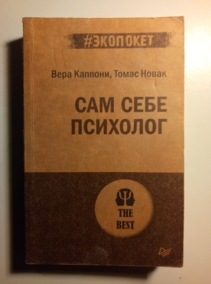 #ЭКОПОКЕТ
Вера Каппони, Томас Новак
САМ СЕБЕ
ПСИХОЛОГ
THE
BEST